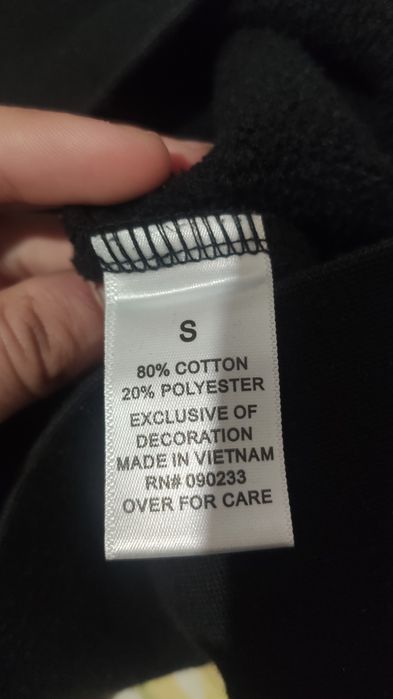 S
80% COTTON
20% POLYESTER
EXCLUSIVE OF
DECORATION
MADE IN VIETNAM
RN# 090233
OVER FOR CARE